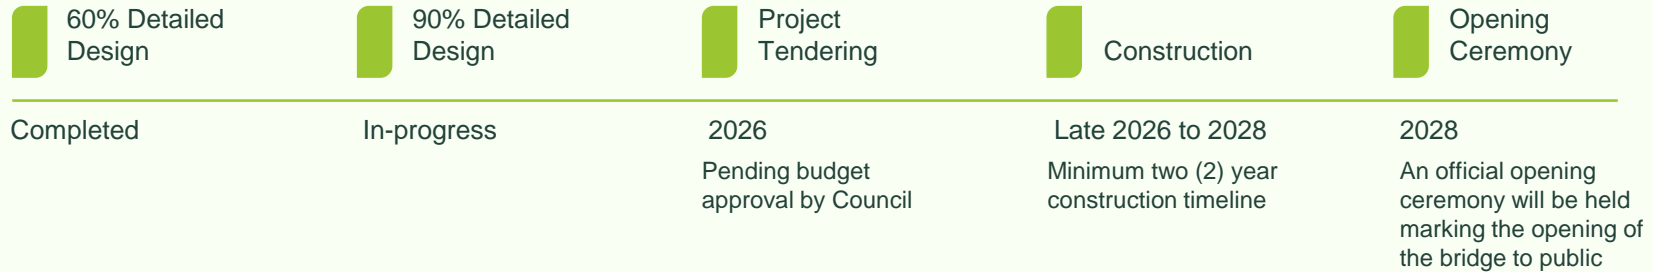 60% Detailed
Design
90% Detailed
Design
Project
Tendering
Construction
Opening
Ceremony
Completed
In-progress
2026
Pending budget
approval by Council
Late 2026 to 2028
Minimum two (2) year
construction timeline
2028
An official opening
ceremony will be held
marking the opening of
the bridge to public